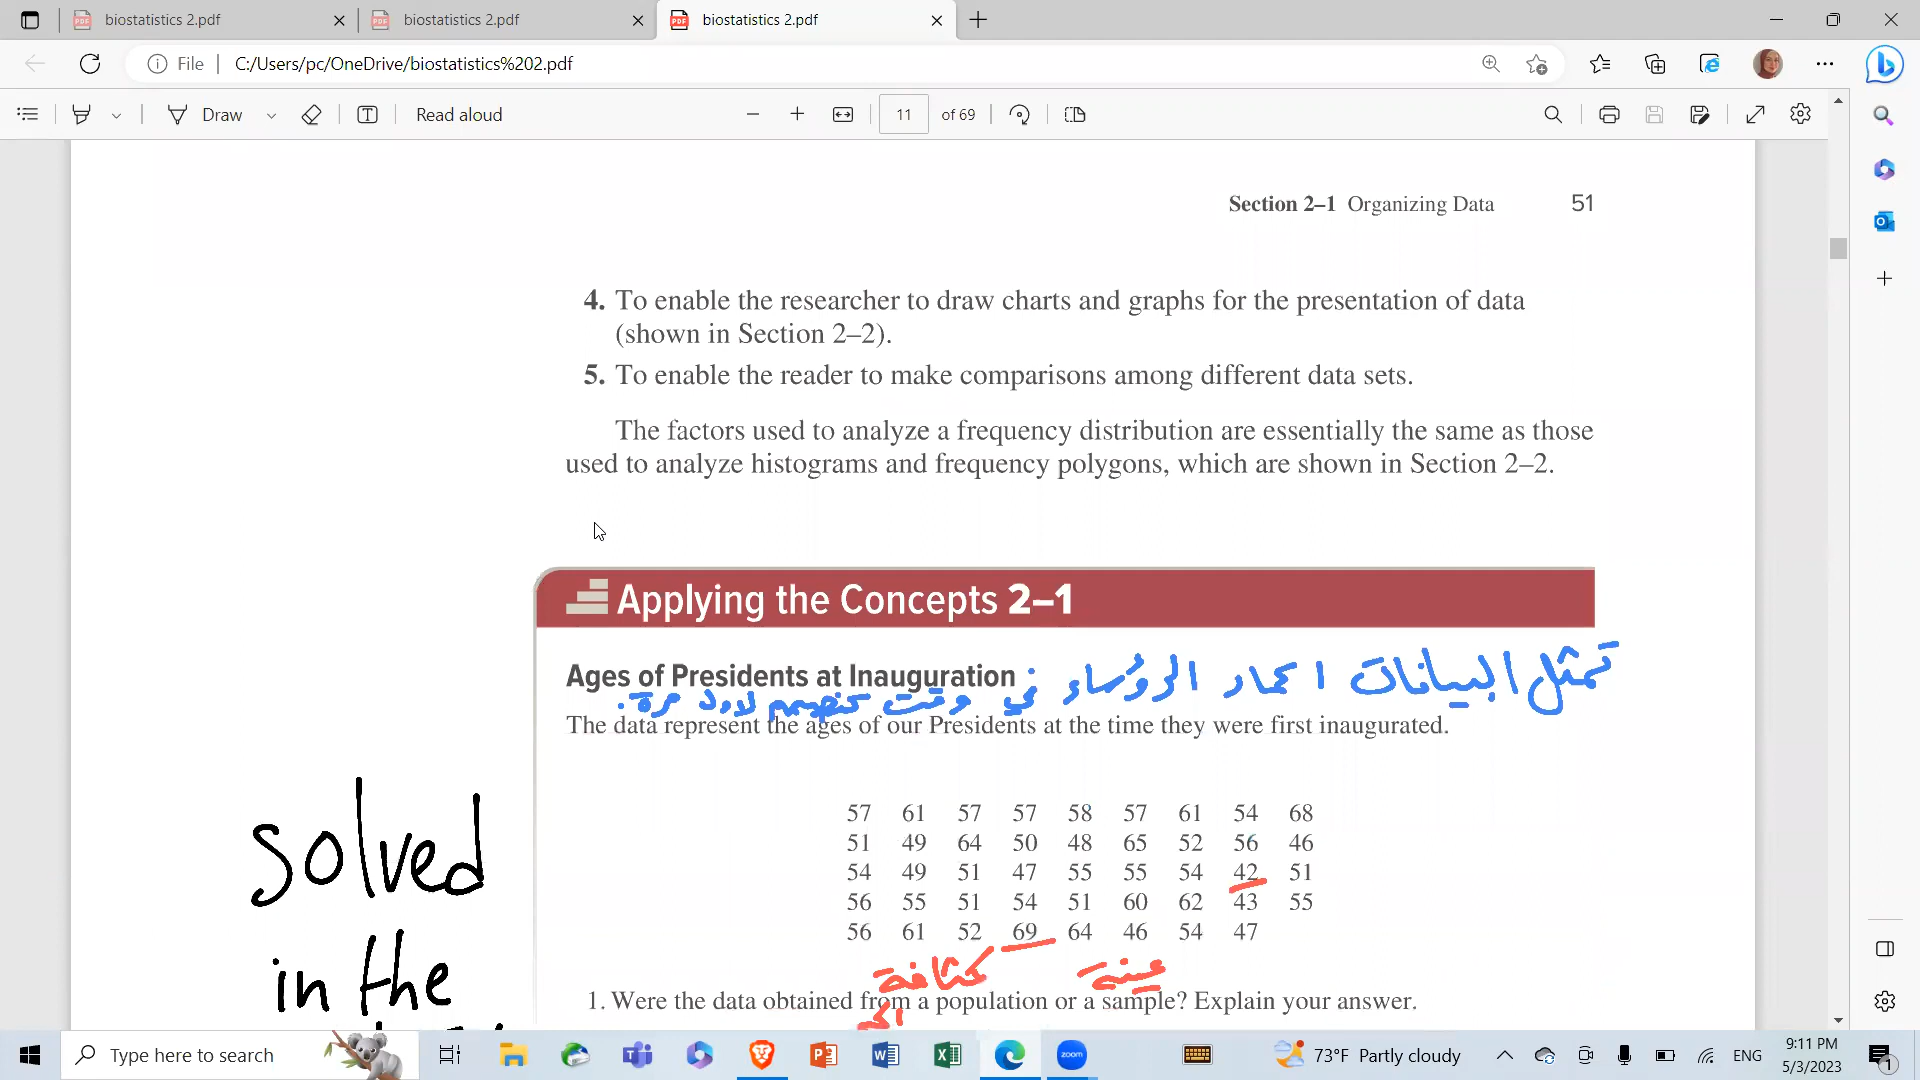 biostatistics 2.pdf
biostatistics 2.pdf
biostatistics 2.pdf
File
C:/Users/pc/OneDrive/biostatistics%202.pdf
Draw
Read aloud
11 of 69
Section 2–1 Organizing Data 51
4. To enable the researcher to draw charts and graphs for the presentation of data
(shown in Section 2–2).
5. To enable the reader to make comparisons among different data sets.
The factors used to analyze a frequency distribution are essentially the same as those
used to analyze histograms and frequency polygons, which are shown in Section 2–2.
Applying the Concepts 2–1
Ages of Presidents at Inauguration
تمثل البيانات اعمار الرؤساء :
في وقت تنصيبهم لاول مرة.
The data represent the ages of our Presidents at the time they were first inaugurated.
57 61 57 57 58 57 61 54 68
51 49 64 50 48 65 52 56 46
54 49 51 47 55 55 54 42 51
56 55 51 54 51 60 62 43 55
56 61 52 69 64 46 54 47
عينة
1. Were the data obtained from a population or a sample? Explain your answer.
solved
in the
Type here to search
zoom
73°F Partly cloudy
ENG
9:11 PM
5/3/2023
1